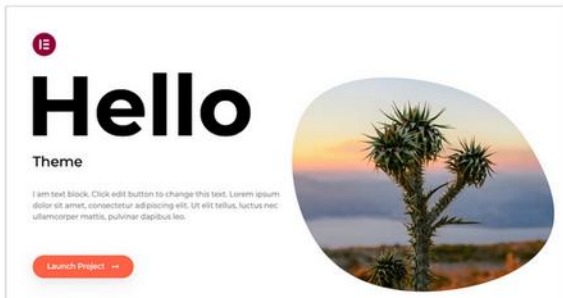 Hello
Theme
I am text block. Click edit button to change this text. Lorem ipsum
dolor sit amet, consectetur adipiscing elit. Ut elit tellus, luctus nec
ullamcorper mattis, pulvinar dapibus leo.
Launch Project →